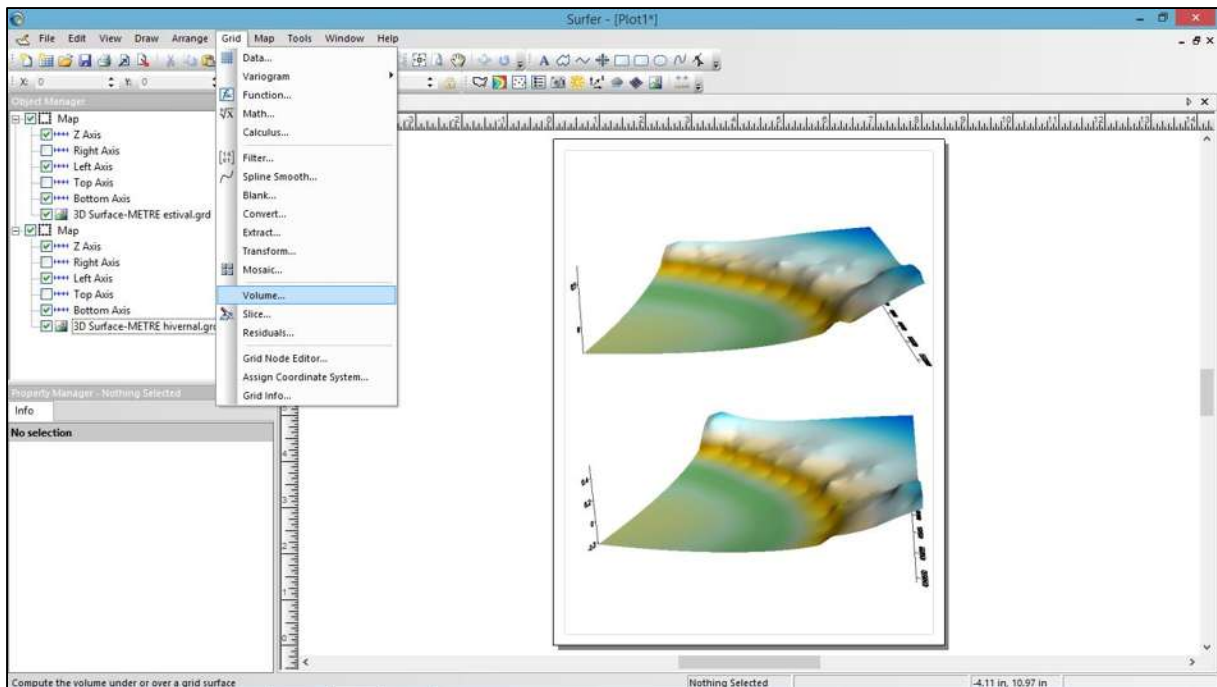 Surfer - [Plot1*]
File Edit View Draw Arrange Grid Map Tools Window Help
X: 0 Y: 0
Object Manager
Map
Z Axis
Right Axis
Left Axis
Top Axis
Bottom Axis
3D Surface-METRE estival.grd
Map
Z Axis
Right Axis
Left Axis
Top Axis
Bottom Axis
3D Surface-METRE hivernal.grd
Property Manager - Nothing Selected
Info
No selection
Data...
Variogram
Function...
Math...
Calculus...
Filter...
Spline Smooth...
Blank...
Convert...
Extract...
Transform...
Mosaic...
Volume...
Slice...
Residuals...
Grid Node Editor...
Assign Coordinate System...
Grid Info...
Compute the volume under or over a grid surface
Nothing Selected
-4.11 in, 10.97 in